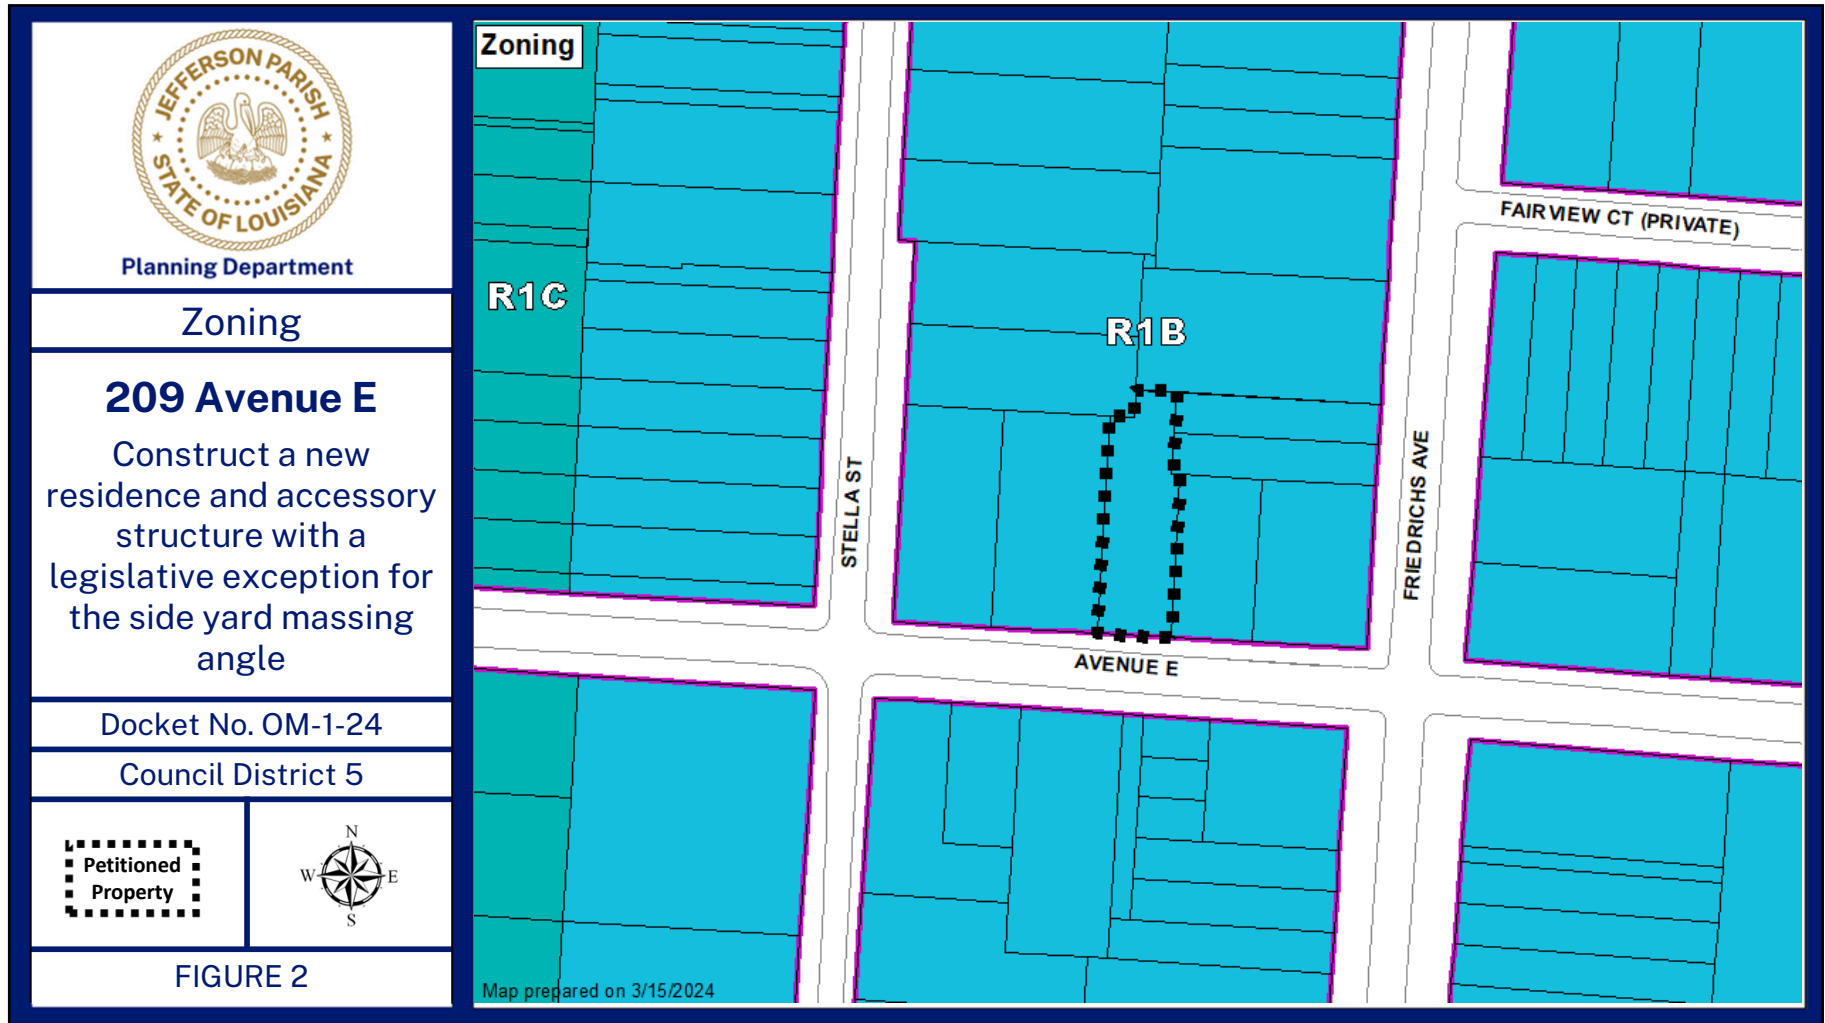 JEFFERSON PARISH
STATE OF LOUISIANA
Planning Department
Zoning
209 Avenue E
Construct a new
residence and accessory
structure with a
legislative exception for
the side yard massing
angle
Docket No. OM-1-24
Council District 5
Petitioned
Property
N
W
E
S
FIGURE 2
Zoning
R1C
R1B
FAIRVIEW CT (PRIVATE)
STELLA ST
FRIEDRICHS AVE
AVENUE E
Map prepared on 3/15/2024